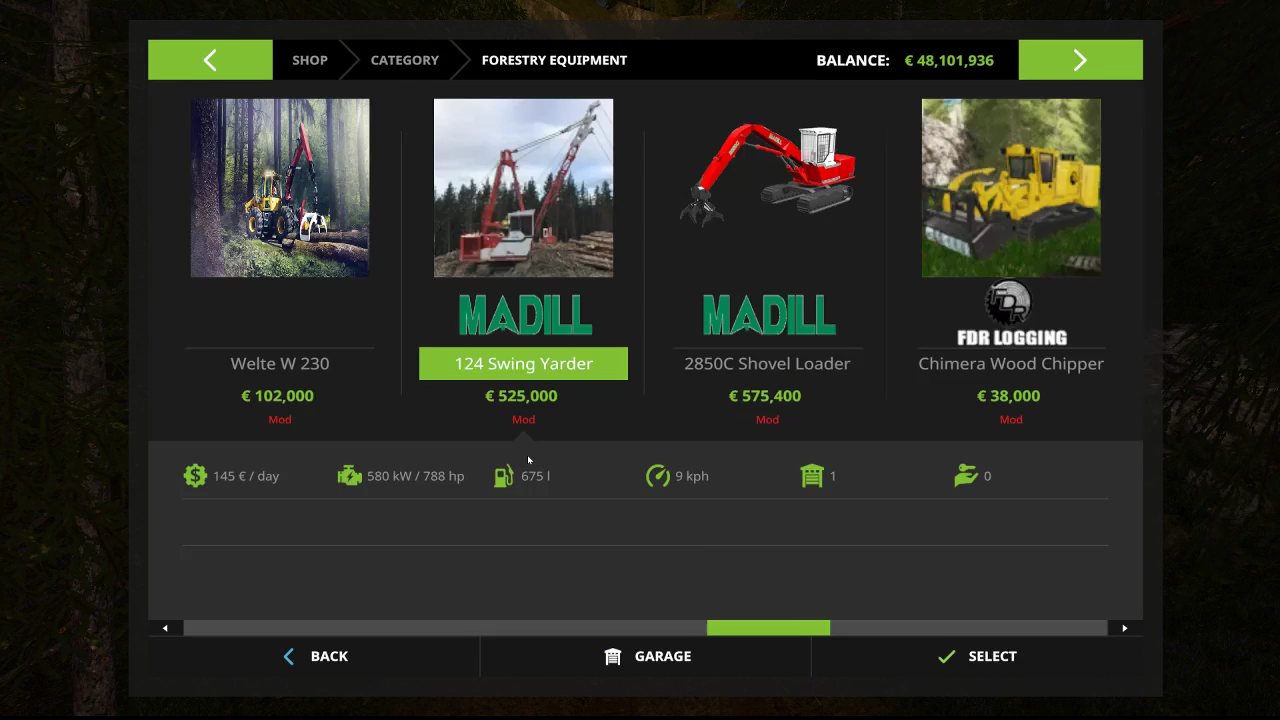 SHOP CATEGORY FORESTRY EQUIPMENT BALANCE: € 48,101,936
MADILL MADILL FDR
FDR LOGGING
Welte W 230 124 Swing Yarder 2850C Shovel Loader Chimera Wood Chipper
€ 102,000 € 525,000 € 575,400 € 38,000
Mod Mod Mod Mod
145 € / day 580 kW / 788 hp 675 l 9 kph 1 0
BACK GARAGE SELECT